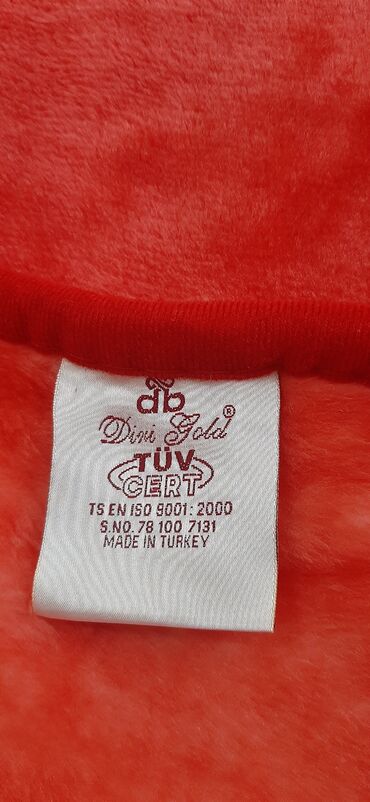 db
Dini Gold®
TÜV
CERT
TS EN ISO 9001: 2000
S.NO. 78 100 7131
MADE IN TURKEY